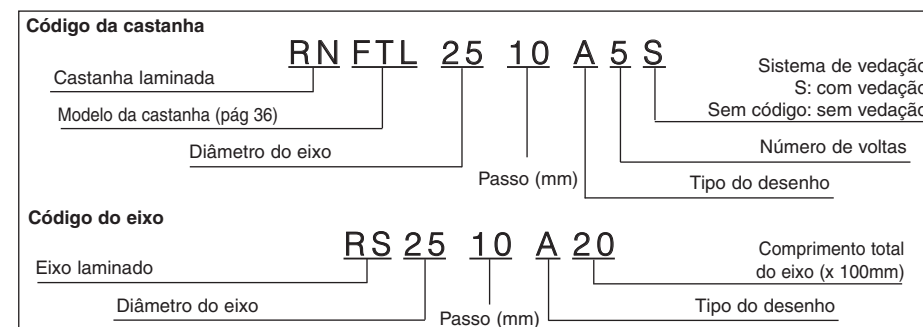 Código da castanha
RN FTL 25 10 A 5 S
Castanha laminada
Sistema de vedação
S: com vedação
Sem código: sem vedação
Modelo da castanha (pág 36)
Diâmetro do eixo
Número de voltas
Passo (mm)
Tipo do desenho
Código do eixo
RS 25 10 A 20
Eixo laminado
Comprimento total
do eixo (x 100mm)
Diâmetro do eixo
Passo (mm)
Tipo do desenho